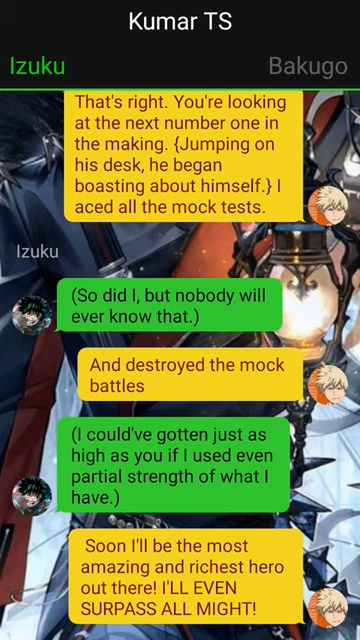 Kumar TS
Izuku
Bakugo
That's right. You're looking
at the next number one in
the making. {Jumping on
his desk, he began
boasting about himself.} I
aced all the mock tests.
Izuku
(So did I, but nobody will
ever know that.)
And destroyed the mock
battles
(I could've gotten just as
high as you if I used even
partial strength of what I
have.)
Soon I'll be the most
amazing and richest hero
out there! I'LL EVEN
SURPASS ALL MIGHT!